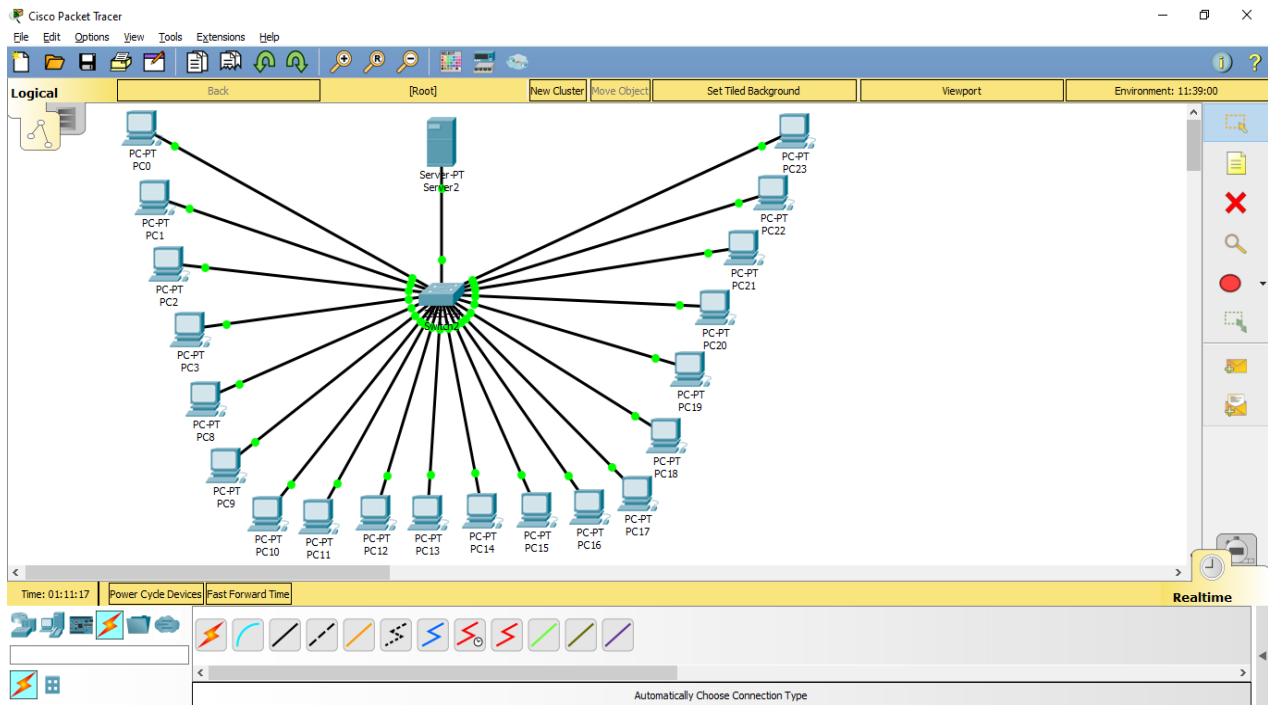 Cisco Packet Tracer
File Edit Options View Tools Extensions Help
Logical Back [Root] New Cluster Move Object Set Tiled Background Viewport Environment: 11:39:00
PC-PT
PC0
Server-PT
Server2
PC-PT
PC23
PC-PT
PC1
PC-PT
PC22
PC-PT
PC2
PC-PT
PC21
Switch2
PC-PT
PC3
PC-PT
PC20
PC-PT
PC8
PC-PT
PC19
PC-PT
PC9
PC-PT
PC18
PC-PT
PC10
PC-PT
PC11
PC-PT
PC12
PC-PT
PC13
PC-PT
PC14
PC-PT
PC15
PC-PT
PC16
PC-PT
PC17
Time: 01:11:17 Power Cycle Devices Fast Forward Time
Realtime
Automatically Choose Connection Type